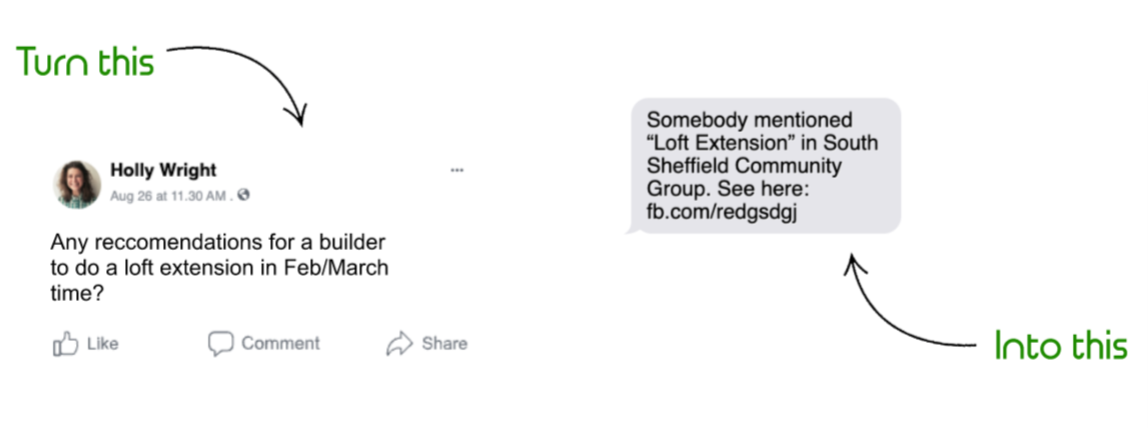 Turn this
Holly Wright
Aug 26 at 11.30 AM .
Any reccomendations for a builder
to do a loft extension in Feb/March
time?
Like
Comment
Share
Somebody mentioned
“Loft Extension” in South
Sheffield Community
Group. See here:
fb.com/redgsdgj
Into this